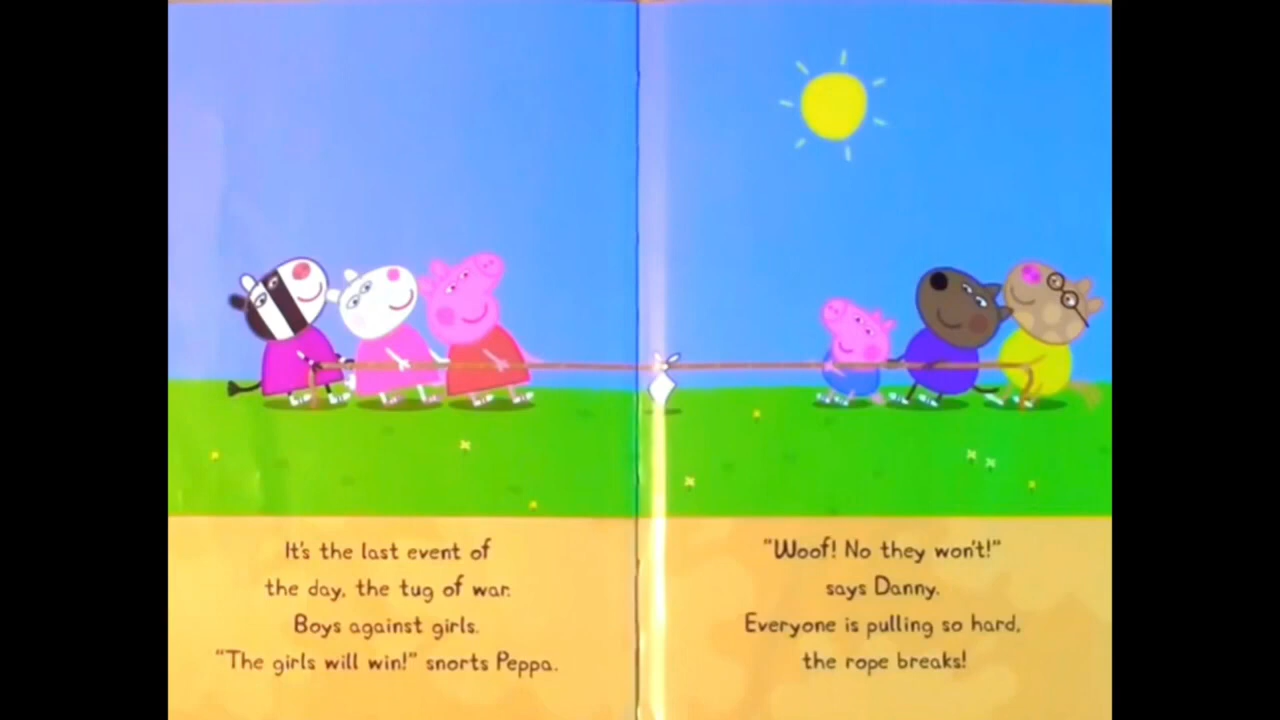 It's the last event of
the day, the tug of war.
Boys against girls.
"The girls will win!" snorts Peppa.
"Woof! No they won't!"
says Danny.
Everyone is pulling so hard,
the rope breaks!